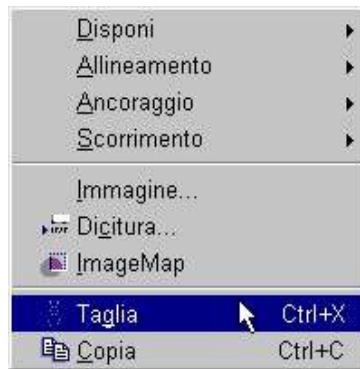 Disponi
Allineamento
Ancoraggio
Scorrimento
Immagine...
Dicitura...
ImageMap
Taglia Ctrl+X
Copia Ctrl+C